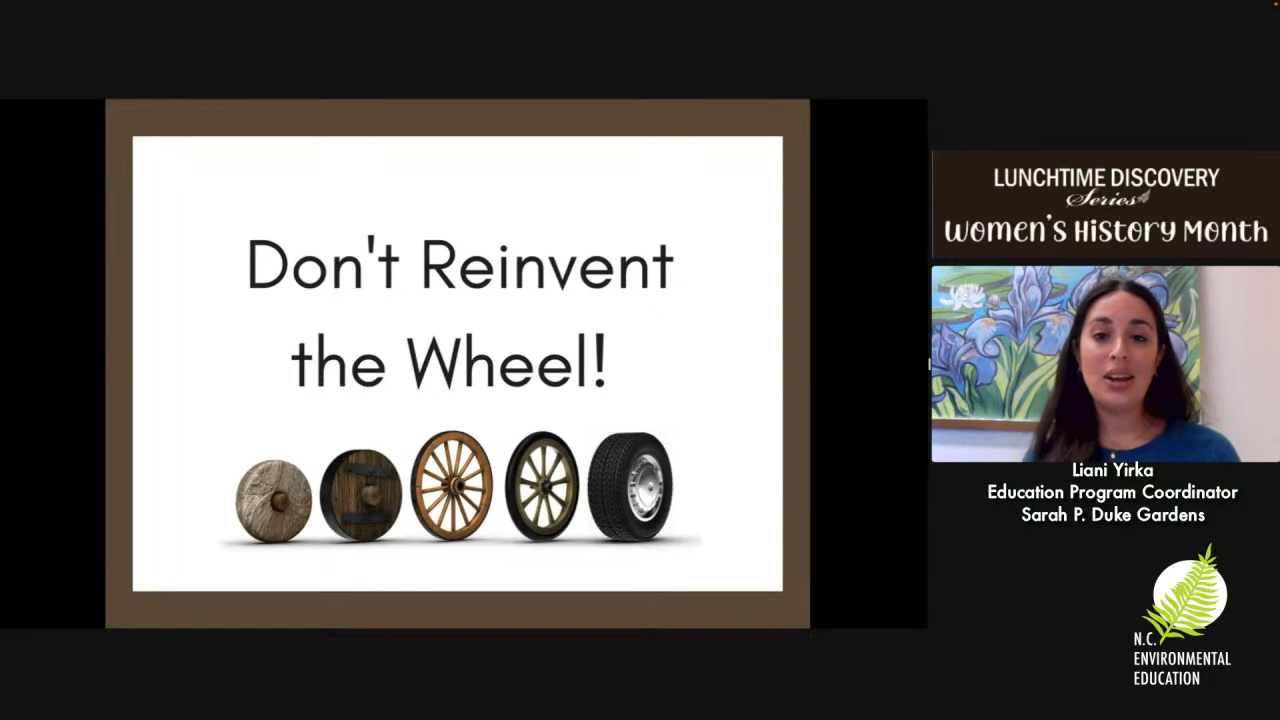 Don't Reinvent
the Wheel!
LUNCHTIME DISCOVERY
Series
Women's History Month
Liani Yirka
Education Program Coordinator
Sarah P. Duke Gardens
N.C.
ENVIRONMENTAL
EDUCATION